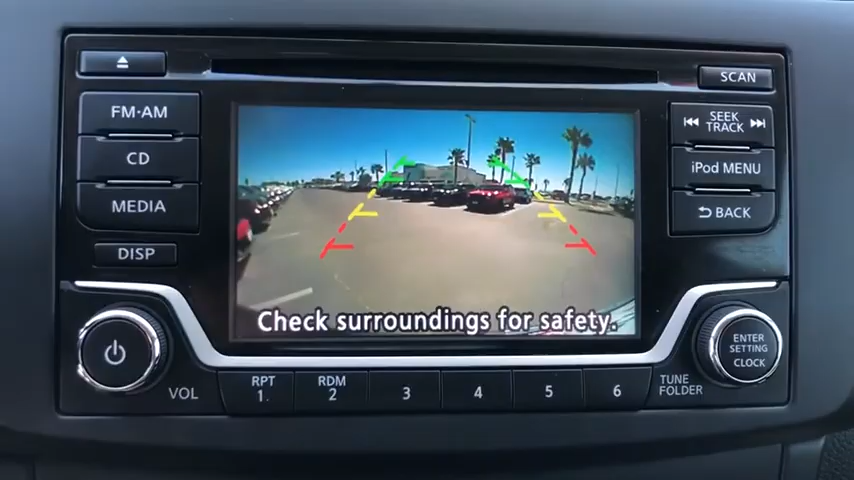 SCAN
FM·AM
SEEK
TRACK
CD
iPod MENU
MEDIA
BACK
DISP
Check surroundings for safety.
ENTER
SETTING
CLOCK
VOL
RPT
1
RDM
2
3
4
5
6
TUNE
FOLDER